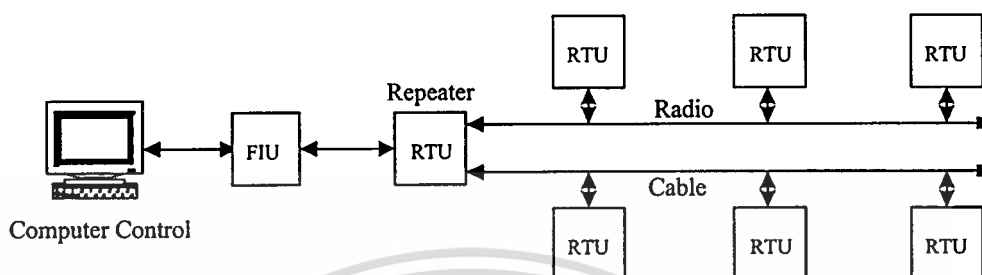 RTU RTU RTU
Repeater
Radio
FIU
RTU
Cable
Computer Control
RTU RTU RTU